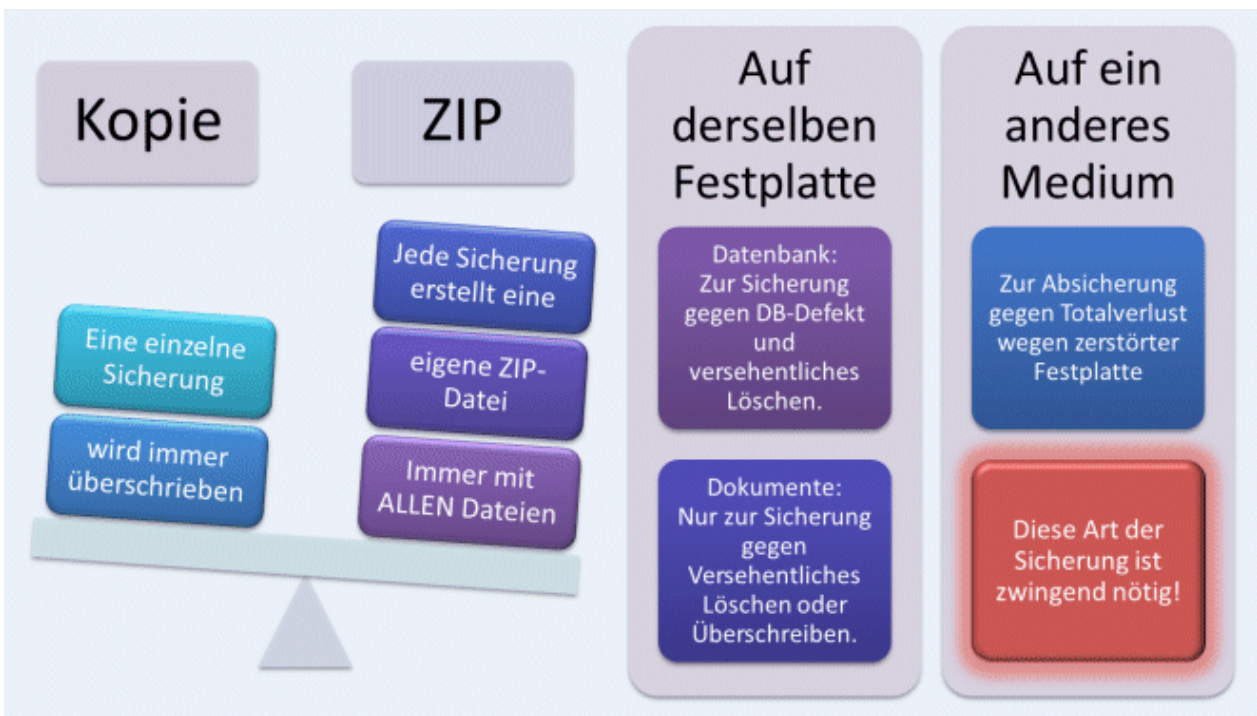 Kopie
Eine einzelne
Sicherung
wird immer
überschrieben
ZIP
Jede Sicherung
erstellt eine
eigene ZIP-
Datei
Immer mit
ALLEN Dateien
Auf
derselben
Festplatte
Datenbank:
Zur Sicherung
gegen DB-Defekt
und
versehentliches
Löschen.
Dokumente:
Nur zur Sicherung
gegen
Versehentliches
Löschen oder
Überschreiben.
Auf ein
anderes
Medium
Zur Absicherung
gegen Totalverlust
wegen zerstörter
Festplatte
Diese Art der
Sicherung ist
zwingend nötig!